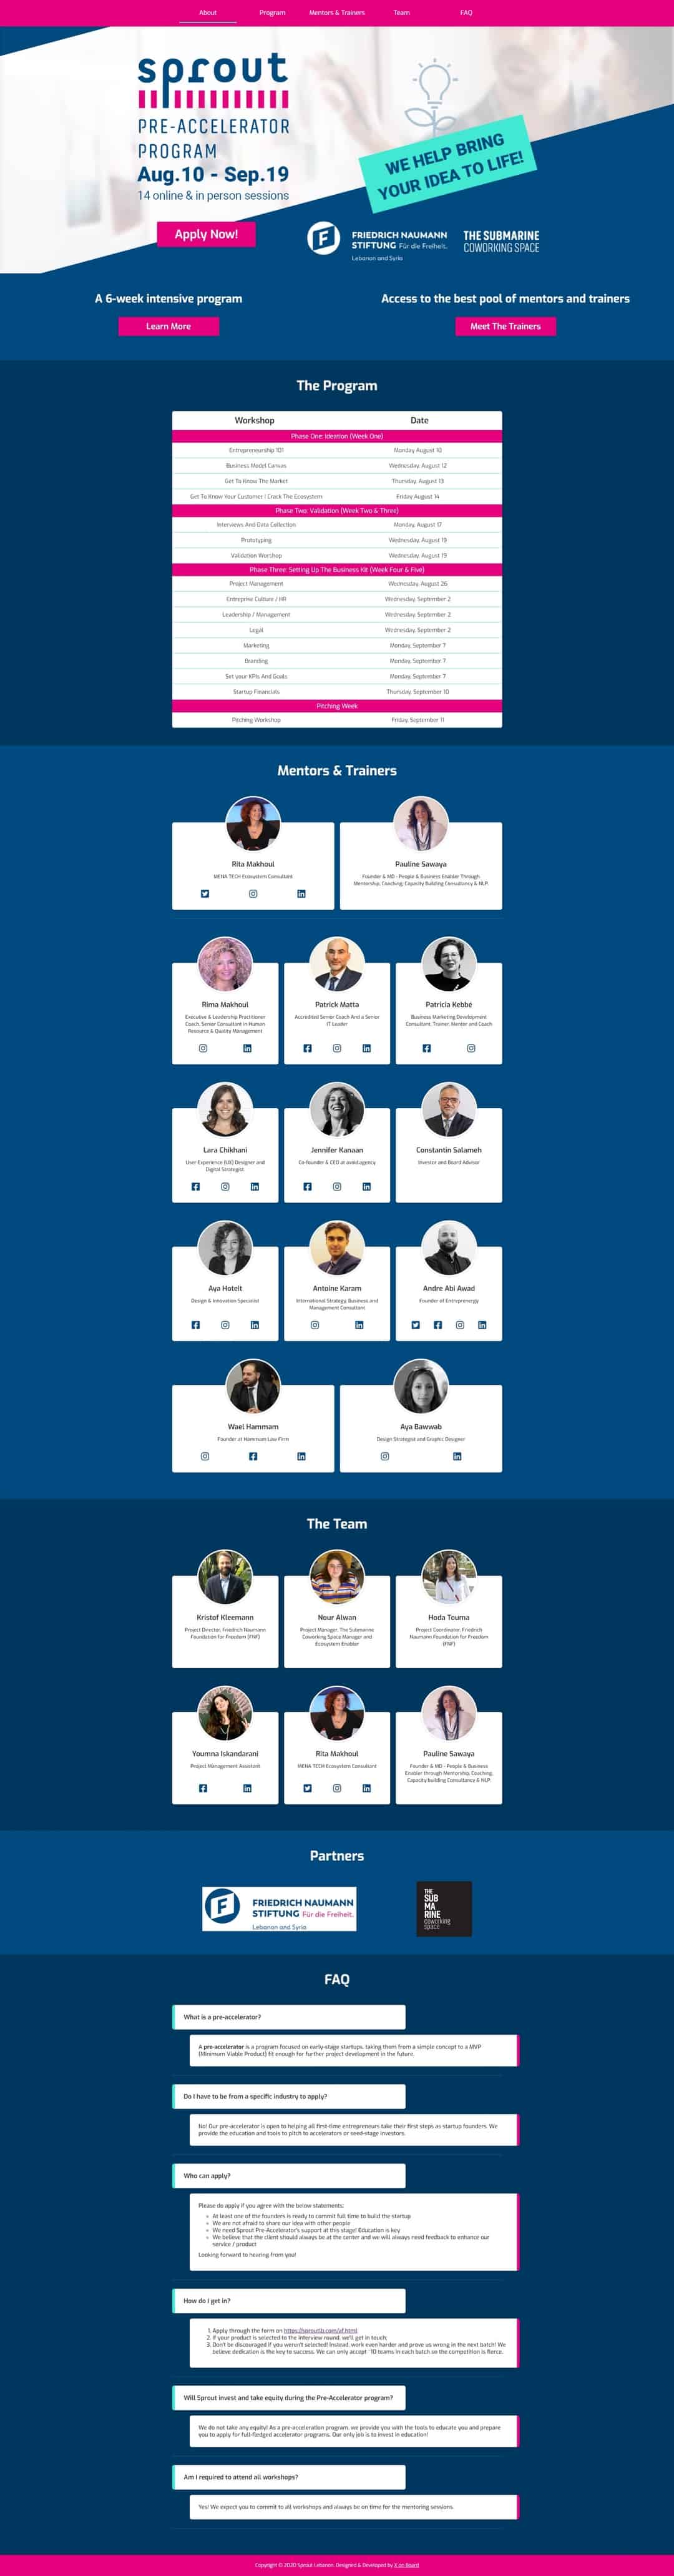 About Program Mentors & Trainers Team FAQ
sprout
PRE-ACCELERATOR
PROGRAM
Aug.10 - Sep.19
14 online & in person sessions
WE HELP BRING
YOUR IDEA TO LIFE!
Apply Now!
FRIEDRICH NAUMANN
STIFTUNG Für die Freiheit.
Lebanon and Syria
THE SUBMARINE
COWORKING SPACE
A 6-week intensive program
Learn More
Access to the best pool of mentors and trainers
Meet The Trainers
The Program
Workshop Date
Phase One: Ideation (Week One)
Entrepreneurship 101 Monday August 10
Business Model Canvas Wednesday, August 12
Get To Know The Market Thursday, August 13
Get To Know Your Customer | Crack The Ecosystem Friday August 14
Phase Two: Validation (Week Two & Three)
Interviews And Data Collection Monday, August 17
Prototyping Wednesday, August 19
Validation Worshop Wednesday, August 19
Phase Three: Setting Up The Business Kit (Week Four & Five)
Project Management Wednesday, August 26
Entreprise Culture / HR Wednesday, September 2
Leadership / Management Wednesday, September 2
Legal Wednesday, September 2
Marketing Monday, September 7
Branding Monday, September 7
Set your KPIs And Goals Monday, September 7
Startup Financials Thursday, September 10
Pitching Week
Pitching Workshop Friday, September 11
Mentors & Trainers
Rita Makhoul
MENA TECH Ecosystem Consultant
Pauline Sawaya
Founder & MD - People & Business Enabler Through
Mentorship, Coaching, Capacity Building Consultancy & NLP.
Rima Makhoul
Executive & Leadership Practitioner
Coach, Senior Consultant in Human
Resource & Quality Management
Patrick Matta
Accredited Senior Coach And a Senior
IT Leader
Patricia Kebbé
Business Marketing/Development
Consultant, Trainer, Mentor and Coach
Lara Chikhani
User Experience (UX) Designer and
Digital Strategist
Jennifer Kanaan
Co-founder & CEO at avoid.agency
Constantin Salameh
Investor and Board Advisor
Aya Hoteit
Design & Innovation Specialist
Antoine Karam
International Strategy, Business and
Management Consultant
Andre Abi Awad
Founder of Entreprenergy
Wael Hammam
Founder at Hammam Law Firm
Aya Bawwab
Design Strategist and Graphic Designer
The Team
Kristof Kleemann
Project Director, Friedrich Naumann
Foundation for Freedom (FNF)
Nour Alwan
Project Manager, The Submarine
Coworking Space Manager and
Ecosystem Enabler
Hoda Touma
Project Coordinator, Friedrich
Naumann Foundation for Freedom
(FNF)
Youmna Iskandarani
Project Management Assistant
Rita Makhoul
MENA TECH Ecosystem Consultant
Pauline Sawaya
Founder & MD - People & Business
Enabler through Mentorship, Coaching,
Capacity building Consultancy & NLP.
Partners
FRIEDRICH NAUMANN
STIFTUNG Für die Freiheit.
Lebanon and Syria
THE
SUB
MA
RINE
coworking
space
FAQ
What is a pre-accelerator?
A pre-accelerator is a program focused on early-stage startups, taking them from a simple concept to a MVP
(Minimum Viable Product) fit enough for further project development in the future.
Do I have to be from a specific industry to apply?
No! Our pre-accelerator is open to helping all first-time entrepreneurs take their first steps as startup founders. We
provide the education and tools to pitch to accelerators or seed-stage investors.
Who can apply?
Please do apply if you agree with the below statements:
At least one of the founders is ready to commit full time to build the startup
We are not afraid to share our idea with other people
We need Sprout Pre-Accelerator's support at this stage! Education is key
We believe that the client should always be at the center and we will always need feedback to enhance our
service / product
Looking forward to hearing from you!
How do I get in?
1. Apply through the form on https://sproutlb.com/af.html
2. If your product is selected to the interview round, we'll get in touch;
3. Don't be discouraged if you weren't selected! Instead, work even harder and prove us wrong in the next batch! We
believe dedication is the key to success. We can only accept ~10 teams in each batch so the competition is fierce.
Will Sprout invest and take equity during the Pre-Accelerator program?
We do not take any equity! As a pre-acceleration program, we provide you with the tools to educate you and prepare
you to apply for full-fledged accelerator programs. Our only job is to invest in education!
Am I required to attend all workshops?
Yes! We expect you to commit to all workshops and always be on time for the mentoring sessions.
Copyright © 2020 Sprout Lebanon. Designed & Developed by X on Board